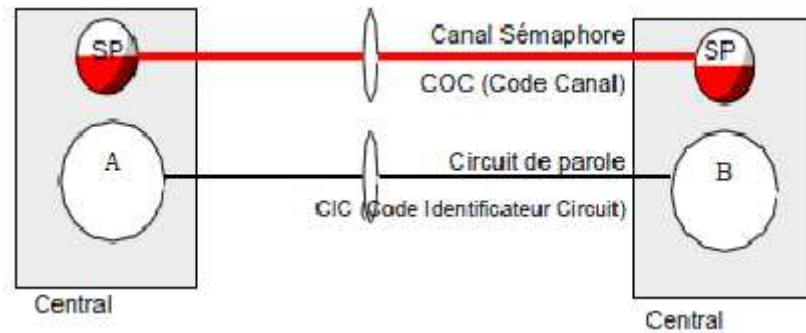 SP
Canal Sémaphore
SP
COC (Code Canal)
A
Circuit de parole
B
CIC (Code Identificateur Circuit)
Central
Central